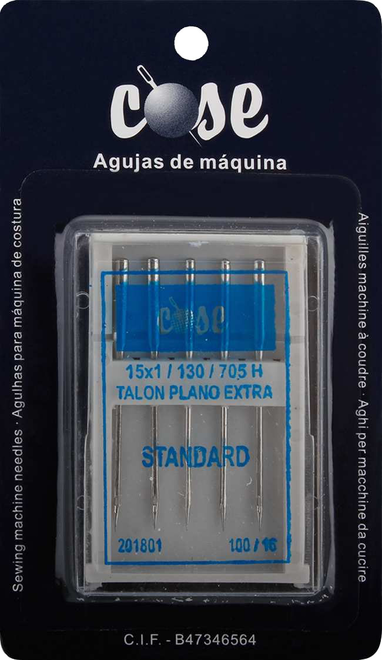 cose
Agujas de máquina
Sewing machine needles · Agulhas para máquina de costura
Aiguilles machine à coudre · Aghi per macchine da cucire
cose
15x1 / 130 / 705 H
TALON PLANO EXTRA
STANDARD
201801 100 / 16
C.I.F. - B47346564